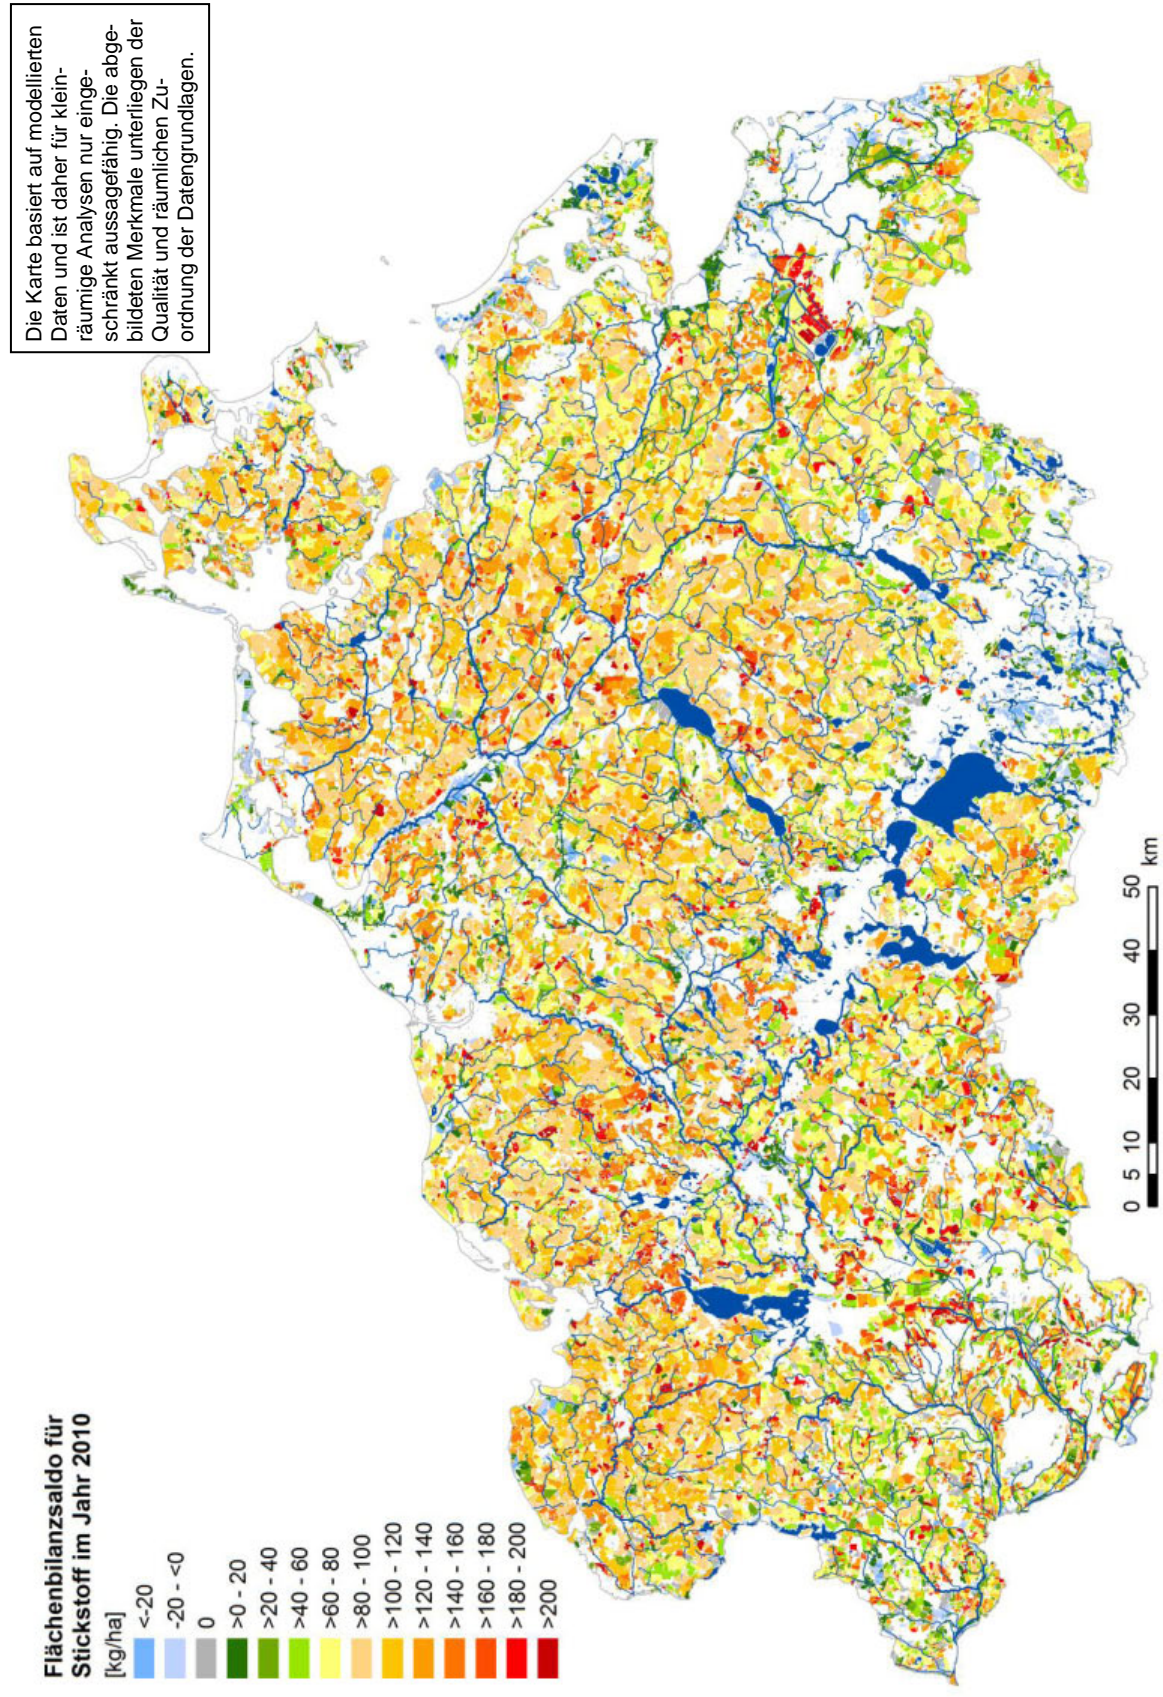 Die Karte basiert auf modellierten
Daten und ist daher für klein-
räumige Analysen nur einge-
schränkt aussagefähig. Die abge-
bildeten Merkmale unterliegen der
Qualität und räumlichen Zu-
ordnung der Datengrundlagen.
Flächenbilanzsaldo für
Stickstoff im Jahr 2010
[kg/ha]
<-20
-20 - <0
0
>0 - 20
>20 - 40
>40 - 60
>60 - 80
>80 - 100
>100 - 120
>120 - 140
>140 - 160
>160 - 180
>180 - 200
>200
0 5 10 20 30 40 50 km